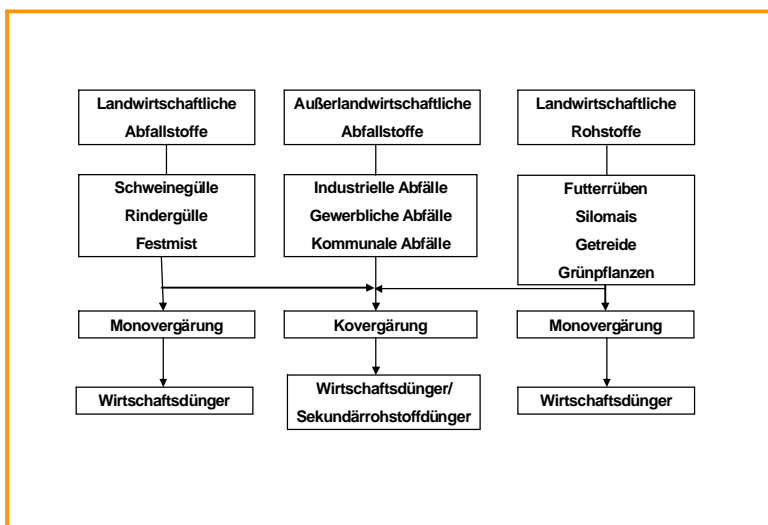 Landwirtschaftliche
Abfallstoffe
Außerlandwirtschaftliche
Abfallstoffe
Landwirtschaftliche
Rohstoffe
Schweinegülle
Rindergülle
Festmist
Industrielle Abfälle
Gewerbliche Abfälle
Kommunale Abfälle
Futterrüben
Silomais
Getreide
Grünpflanzen
Monovergärung
Kovergärung
Monovergärung
Wirtschaftsdünger
Wirtschaftsdünger/
Sekundärrohstoffdünger
Wirtschaftsdünger